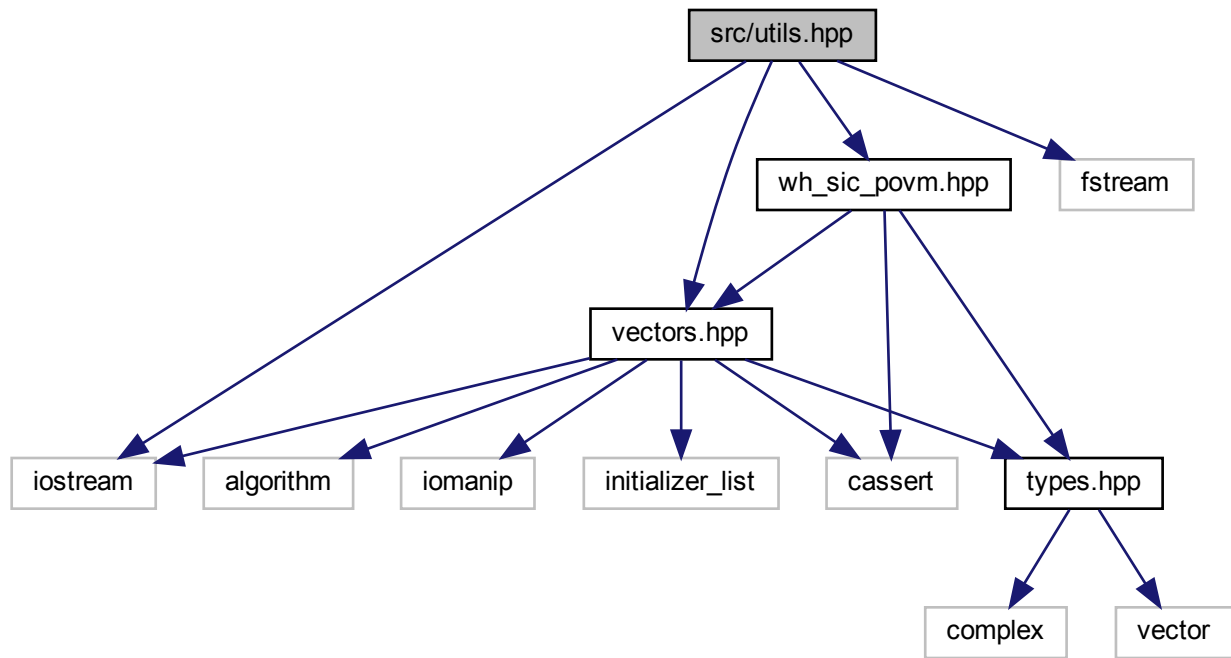 src/utils.hpp
wh_sic_povm.hpp
fstream
vectors.hpp
iostream
algorithm
iomanip
initializer_list
cassert
types.hpp
complex
vector